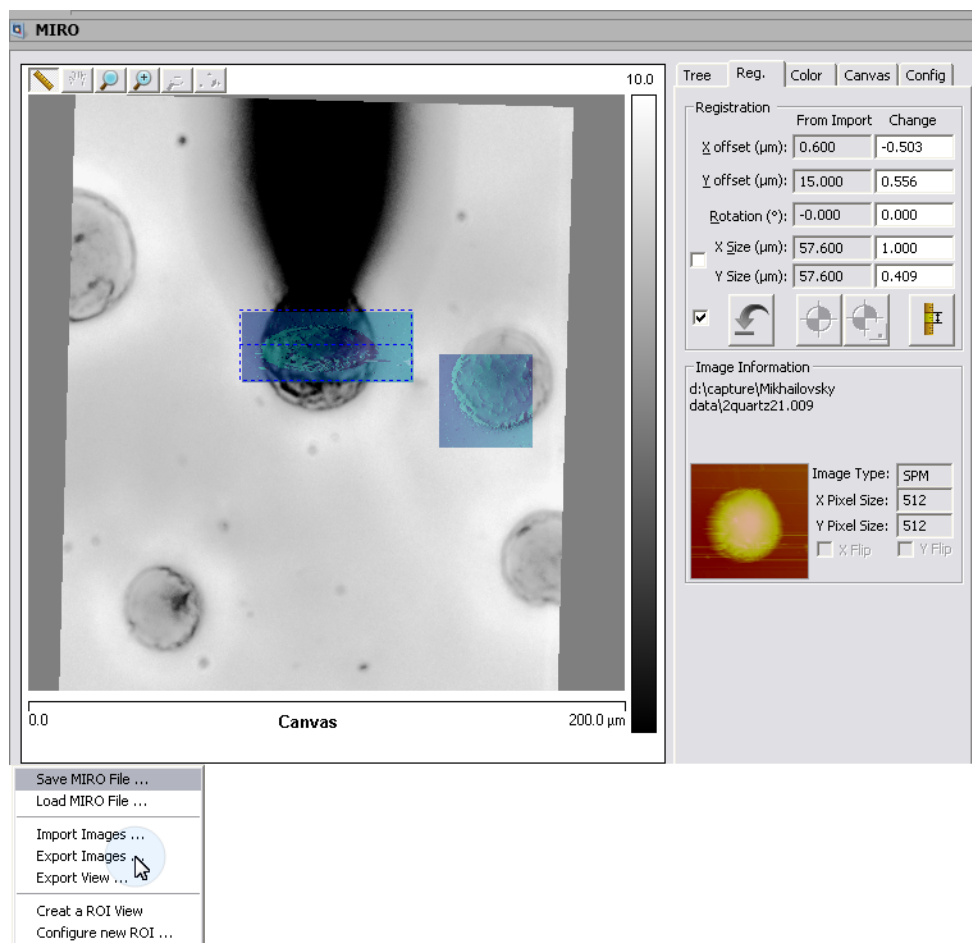 MIRO
10.0
0.0
Canvas
200.0 µm
Tree Reg. Color Canvas Config
Registration
From Import Change
X offset (µm): 0.600 -0.503
Y offset (µm): 15.000 0.556
Rotation (°): -0.000 0.000
X Size (µm): 57.600 1.000
Y Size (µm): 57.600 0.409
Image Information
d:\capture\Mikhailovsky
data\2quartz21.009
Image Type: SPM
X Pixel Size: 512
Y Pixel Size: 512
X Flip Y Flip
Save MIRO File ...
Load MIRO File ...
Import Images ...
Export Images ...
Export View ...
Creat a ROI View
Configure new ROI ...